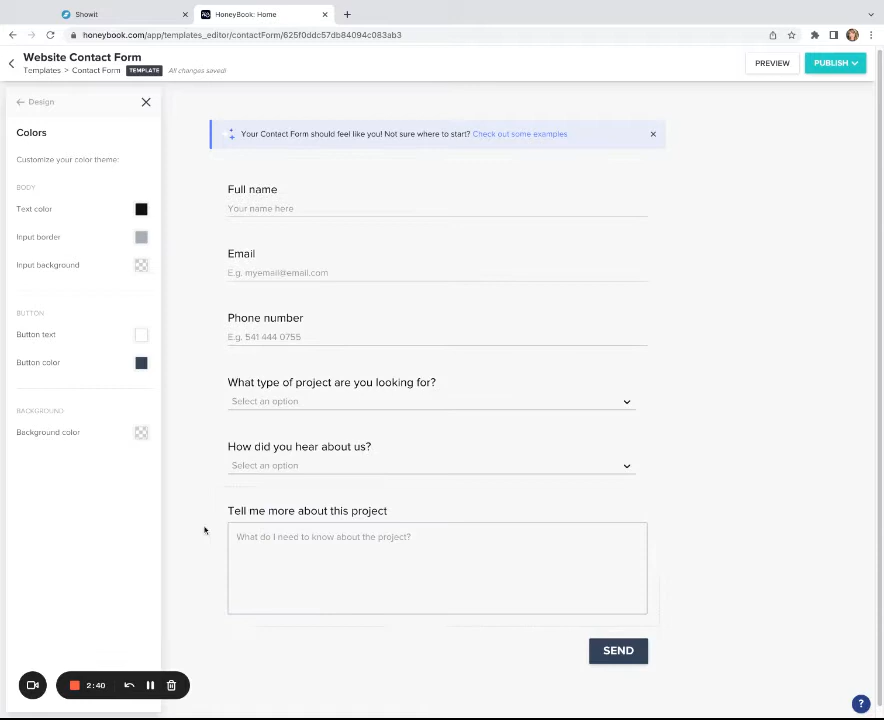 Showit
HoneyBook: Home
honeybook.com/app/templates_editor/contactForm/625f0ddc57db84094c083ab3
Website Contact Form
Templates > Contact Form TEMPLATE All changes saved!
PREVIEW
PUBLISH
Design
Colors
Customize your color theme:
BODY
Text color
Input border
Input background
BUTTON
Button text
Button color
BACKGROUND
Background color
Your Contact Form should feel like you! Not sure where to start? Check out some examples
Full name
Your name here
Email
E.g. myemail@email.com
Phone number
E.g. 541 444 0755
What type of project are you looking for?
Select an option
How did you hear about us?
Select an option
Tell me more about this project
What do I need to know about the project?
SEND
2:40
?